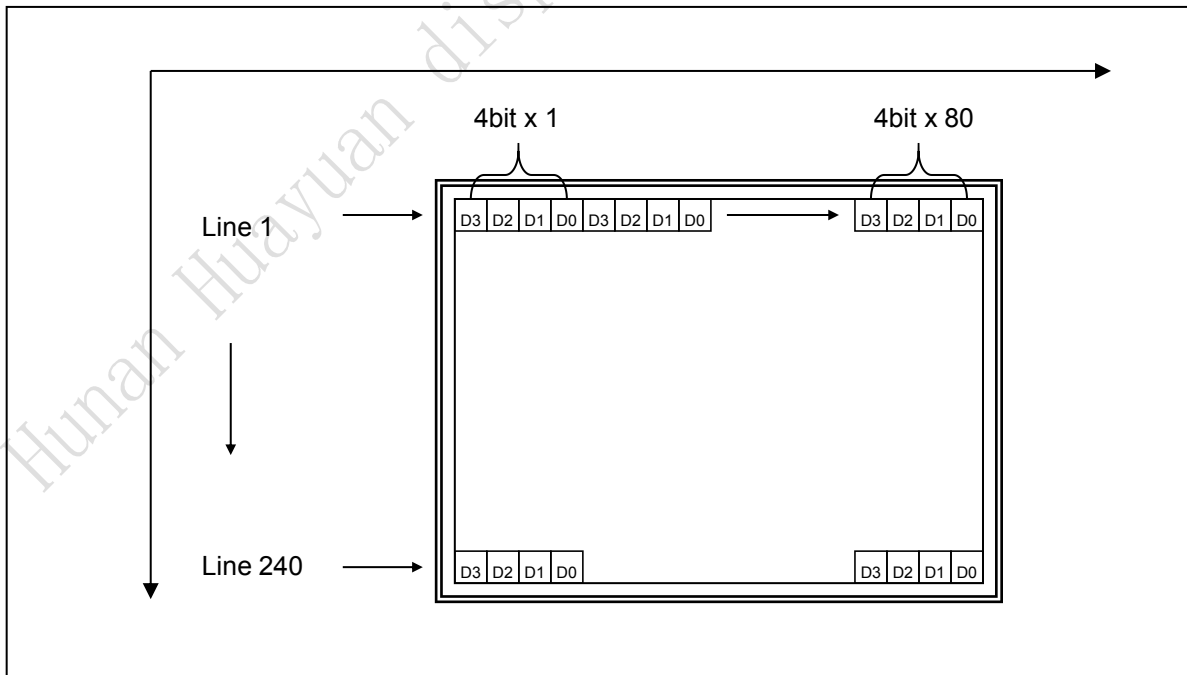 Hunan Huayuan disp
4bit x 1
4bit x 80
Line 1
D3 D2 D1 D0 D3 D2 D1 D0
D3 D2 D1 D0
Line 240
D3 D2 D1 D0
D3 D2 D1 D0